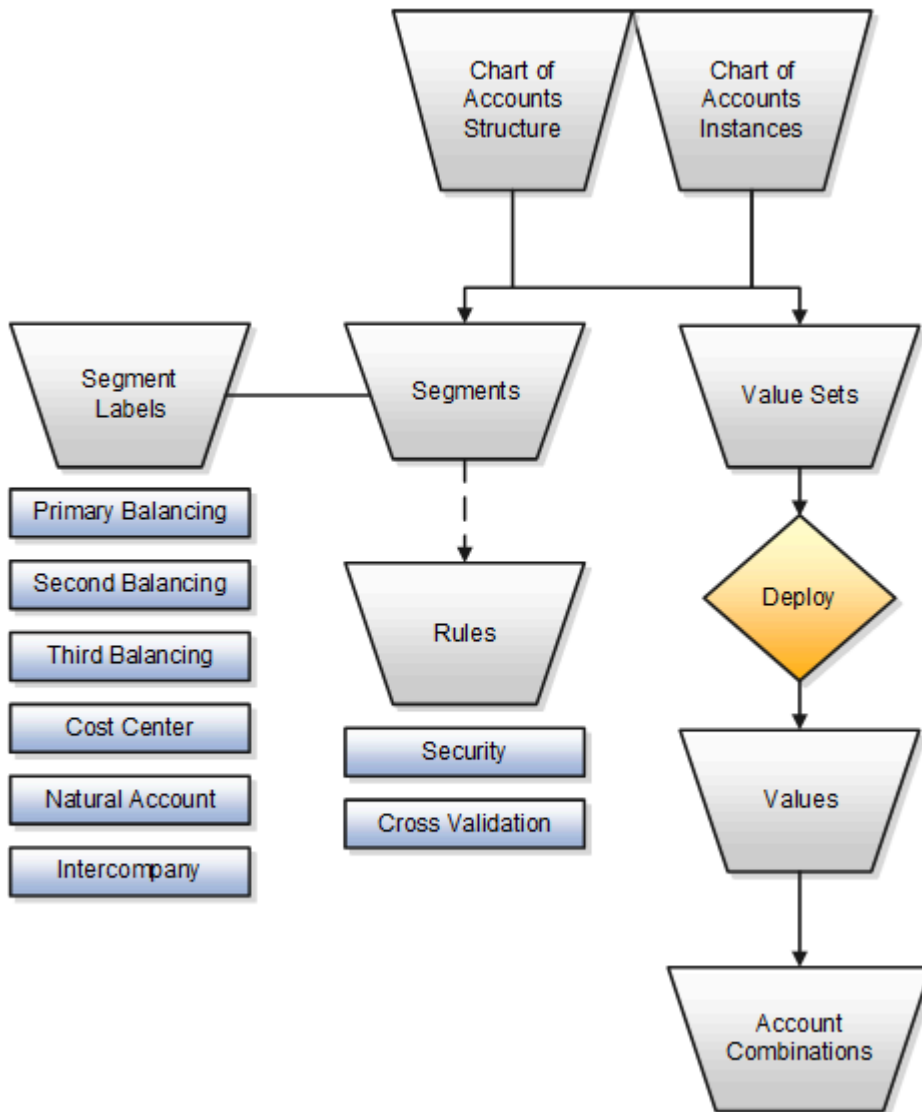 Chart of
Accounts
Structure
Chart of
Accounts
Instances
Segment
Labels
Segments
Value Sets
Primary Balancing
Second Balancing
Third Balancing
Cost Center
Natural Account
Intercompany
Rules
Security
Cross Validation
Deploy
Values
Account
Combinations